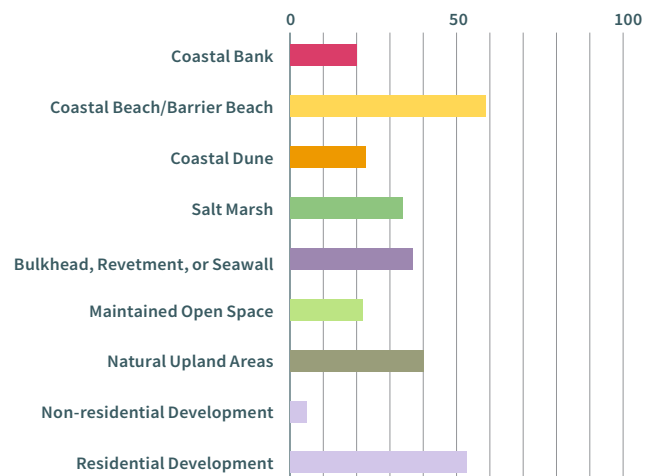 0 50 100
Coastal Bank
Coastal Beach/Barrier Beach
Coastal Dune
Salt Marsh
Bulkhead, Revetment, or Seawall
Maintained Open Space
Natural Upland Areas
Non-residential Development
Residential Development